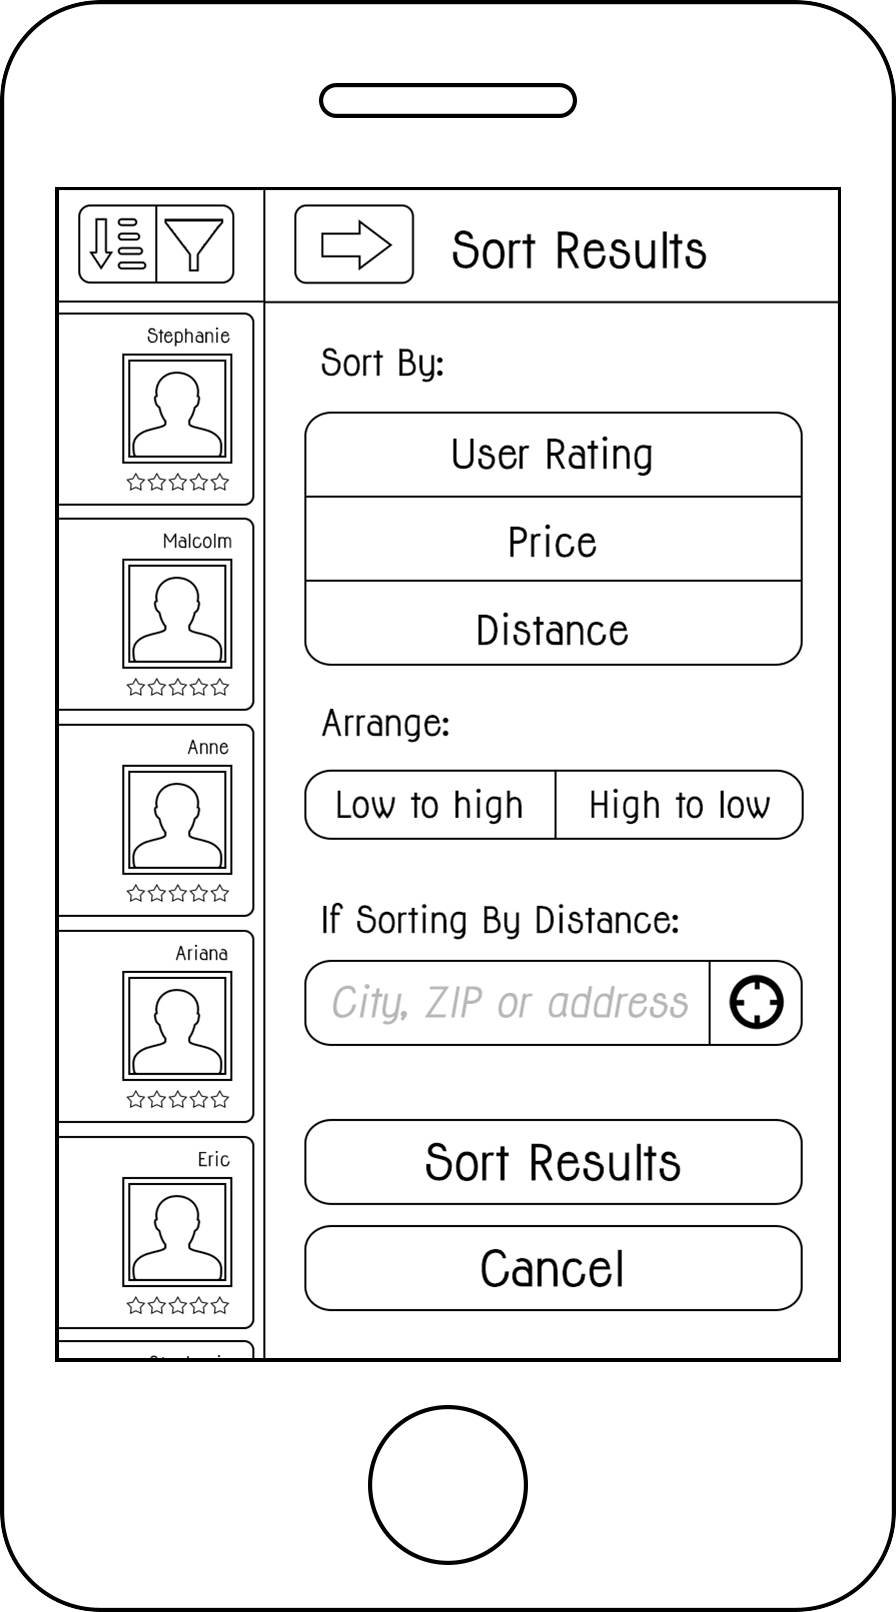 Sort Results
Stephanie
Malcolm
Anne
Ariana
Eric
Sort By:
User Rating
Price
Distance
Arrange:
Low to high
High to low
If Sorting By Distance:
City, ZIP or address
Sort Results
Cancel